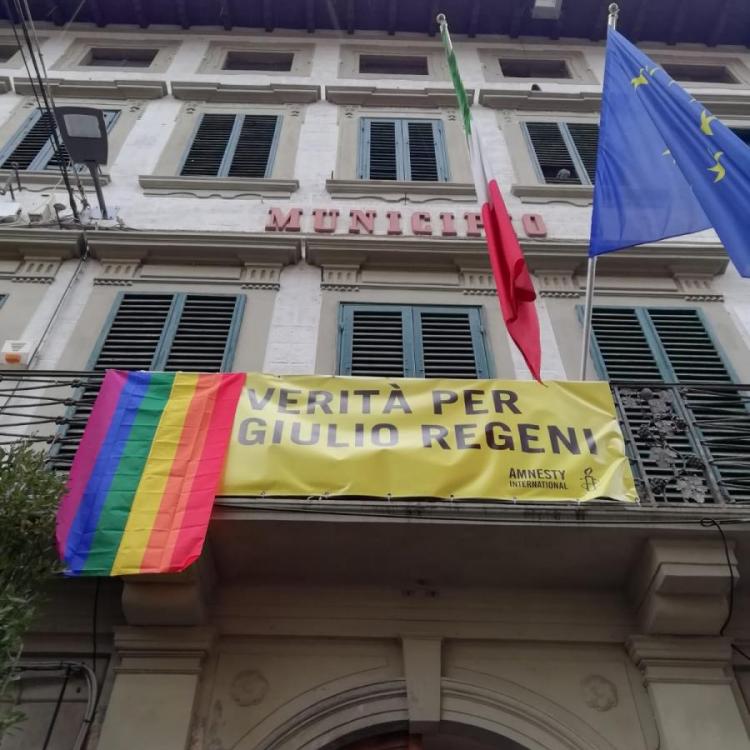 MUNICIPIO
VERITÀ PER
GIULIO REGENI
AMNESTY
INTERNATIONAL